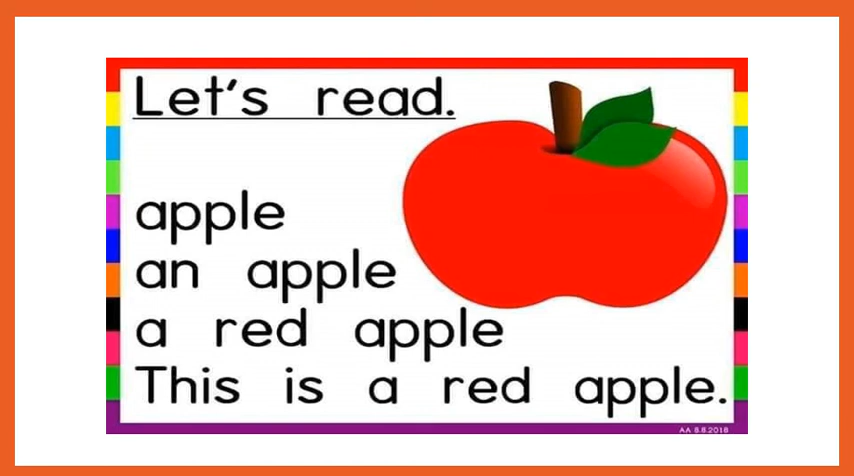 Let's read.
apple
an apple
a red apple
This is a red apple.
AA 8.8.2018